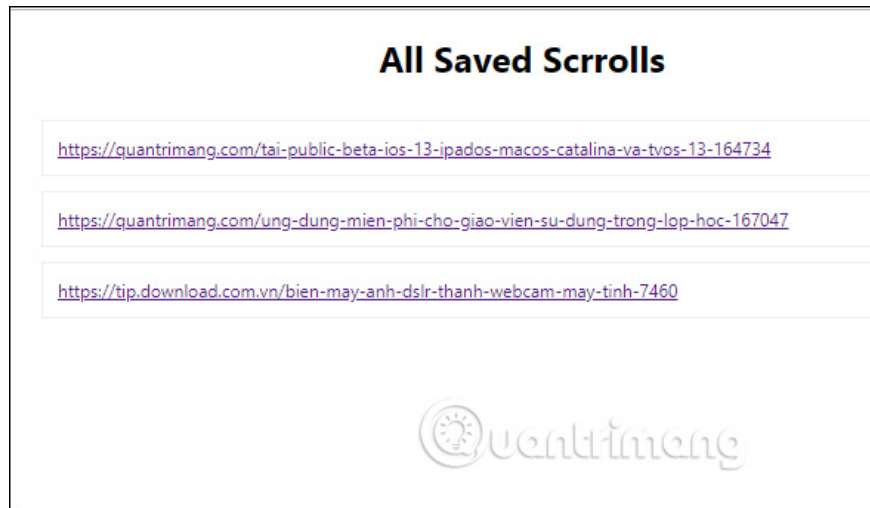 All Saved Scrrolls
https://quantrimang.com/tai-public-beta-ios-13-ipados-macos-catalina-va-tvos-13-164734
https://quantrimang.com/ung-dung-mien-phi-cho-giao-vien-su-dung-trong-lop-hoc-167047
https://tip.download.com.vn/bien-may-anh-dslr-thanh-webcam-may-tinh-7460
Quantrimang